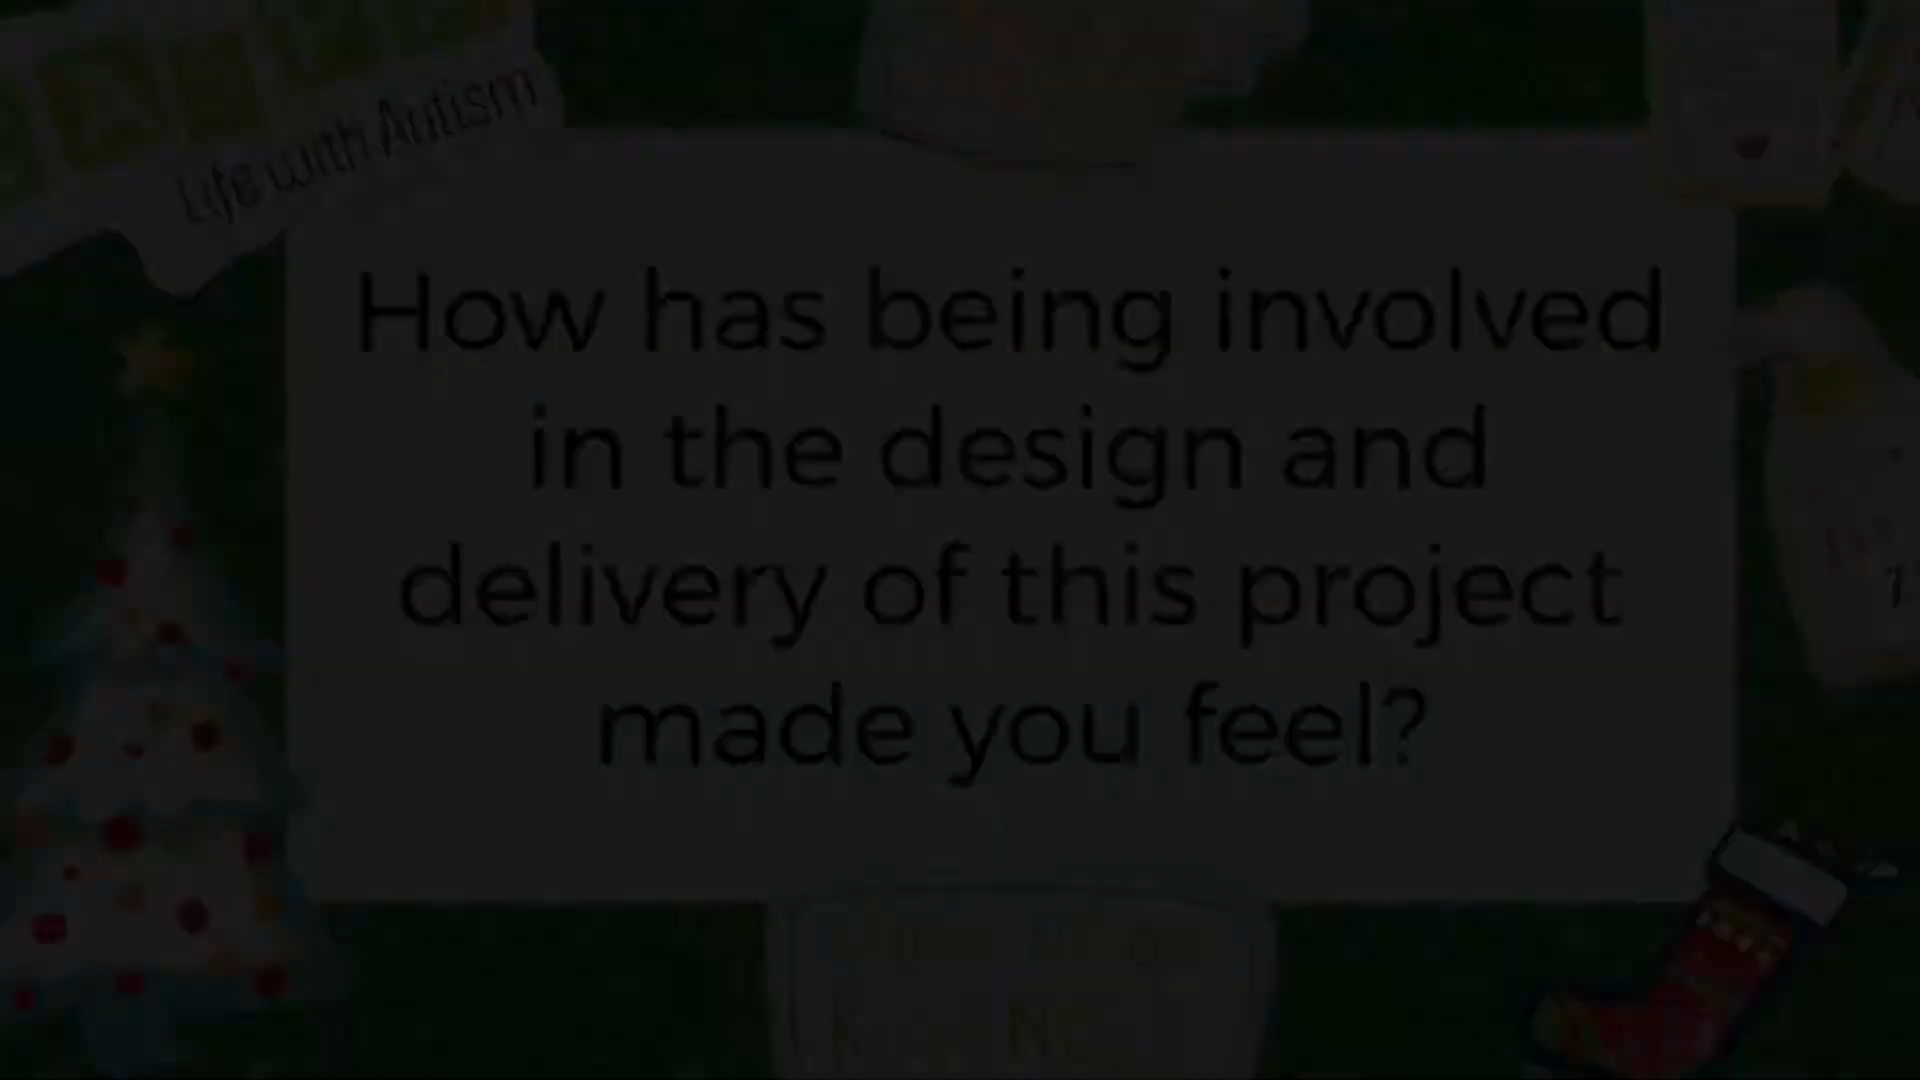 Life with Autism
How has being involved
in the design and
delivery of this project
made you feel?